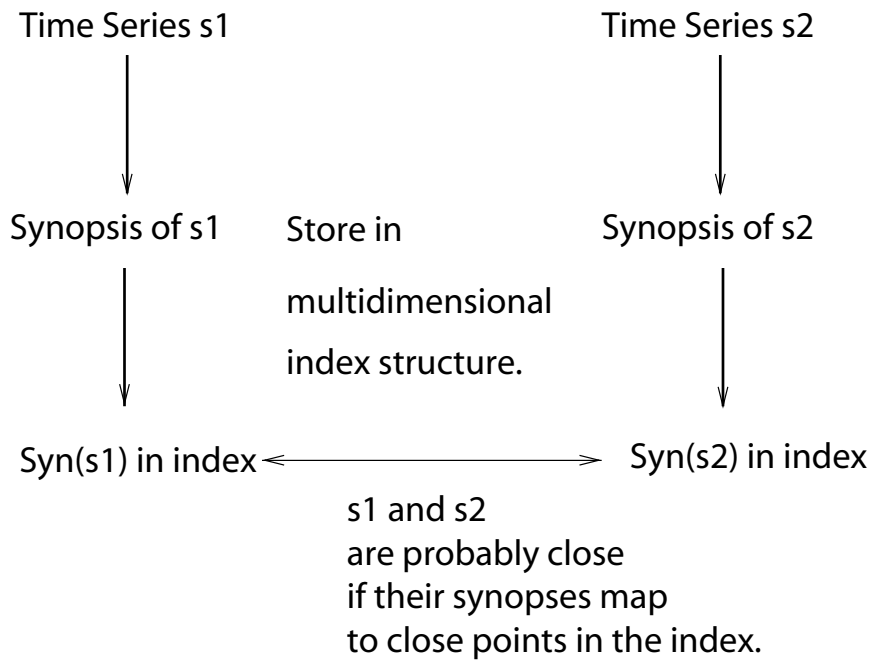 Time Series s1
Time Series s2
Synopsis of s1
Store in
multidimensional
index structure.
Synopsis of s2
Syn(s1) in index
Syn(s2) in index
s1 and s2
are probably close
if their synopses map
to close points in the index.